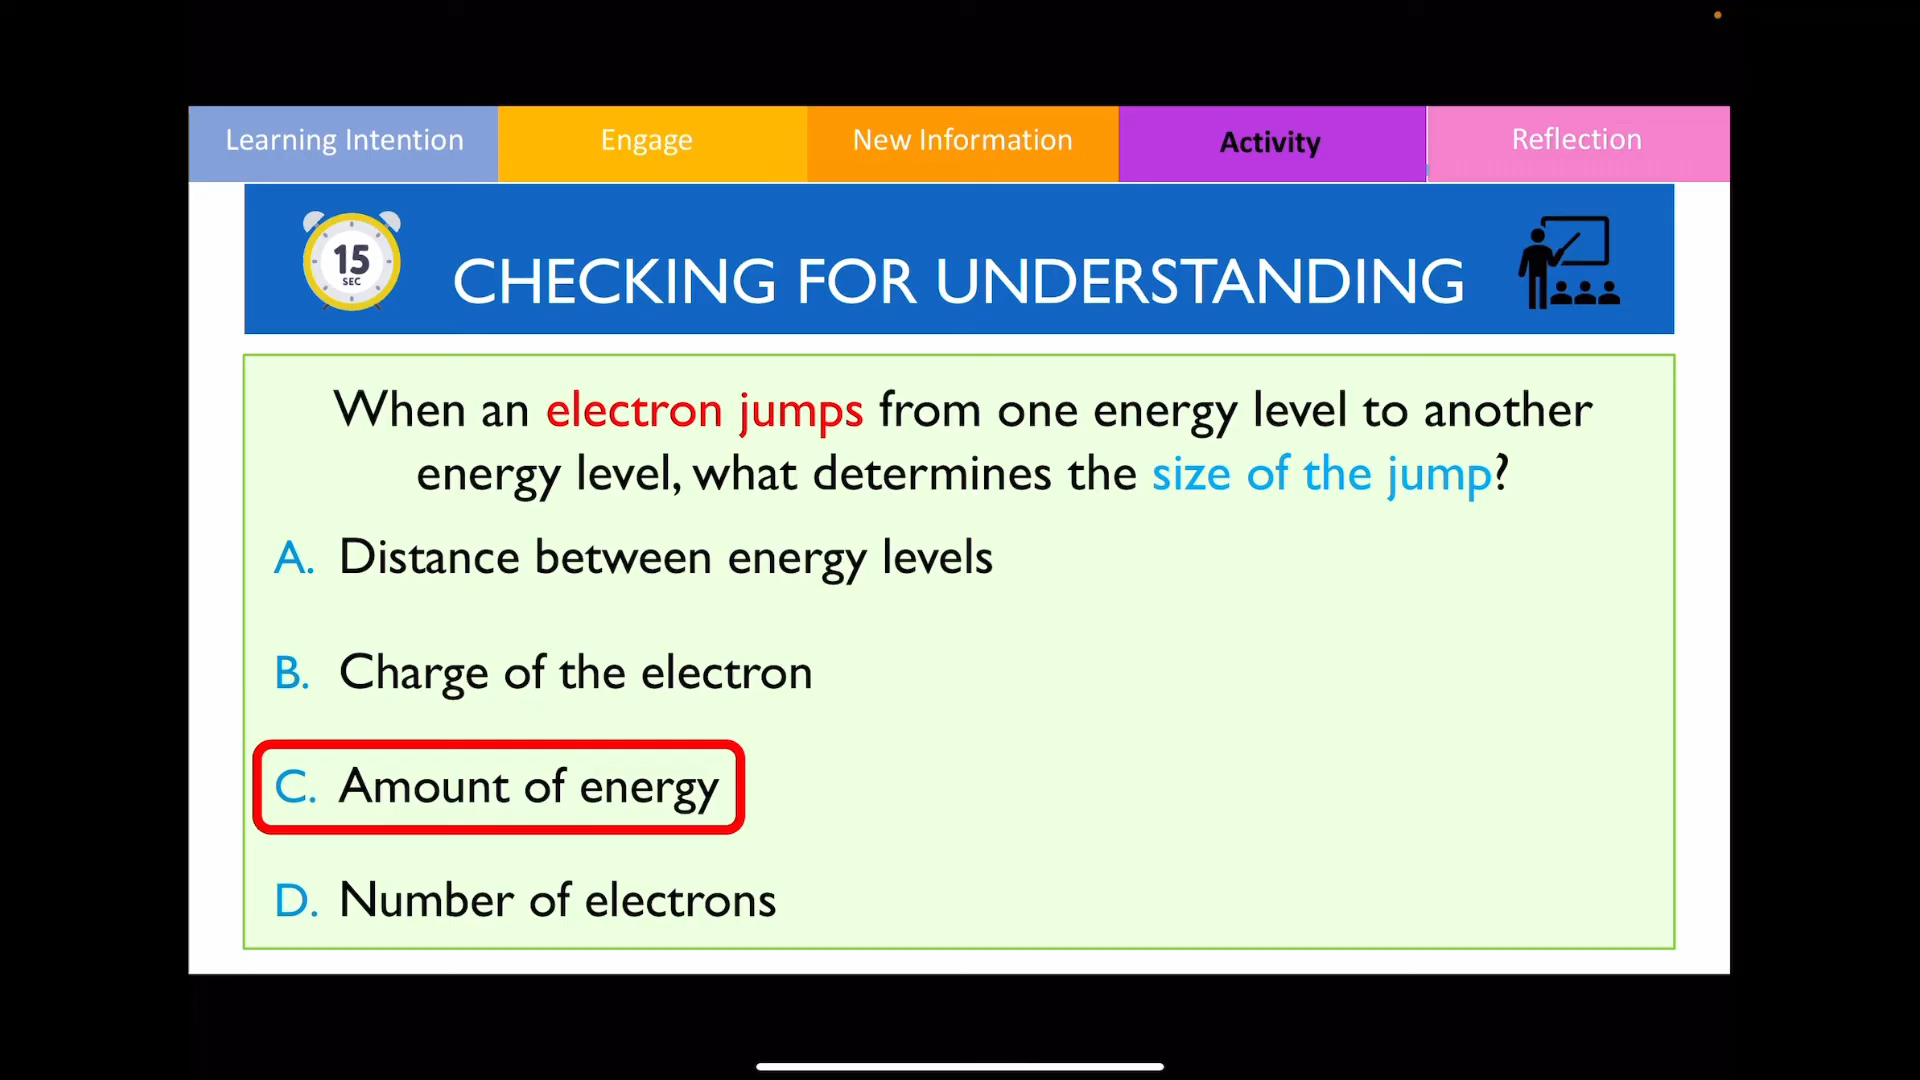 Learning Intention
Engage
New Information
Activity
Reflection
15
SEC
CHECKING FOR UNDERSTANDING
When an electron jumps from one energy level to another
energy level, what determines the size of the jump?
A. Distance between energy levels
B. Charge of the electron
C. Amount of energy
D. Number of electrons